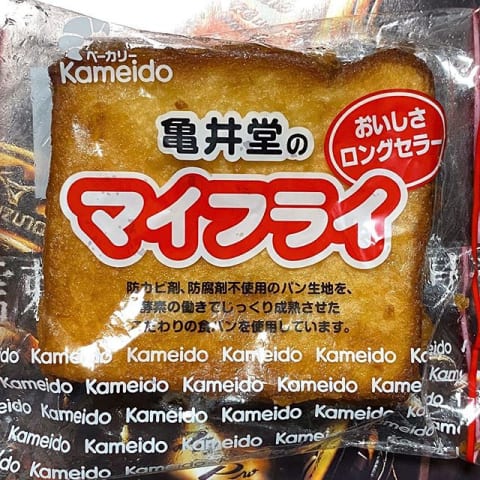 ベーカリー
Kameido
亀井堂の
おいしさ
ロングセラー
マイフライ
防カビ剤、防腐剤不使用のパン生地を、
酵素の働きでじっくり成熟させた
こだわりの食パンを使用しています。
Kameido Kameido Kameido Kameido
Kameido Kameido Kameido Kameido
Kameido Kameido Kameido Kameido
Kameido Kameido Kameido Kameido
Kameido Kameido Kameido